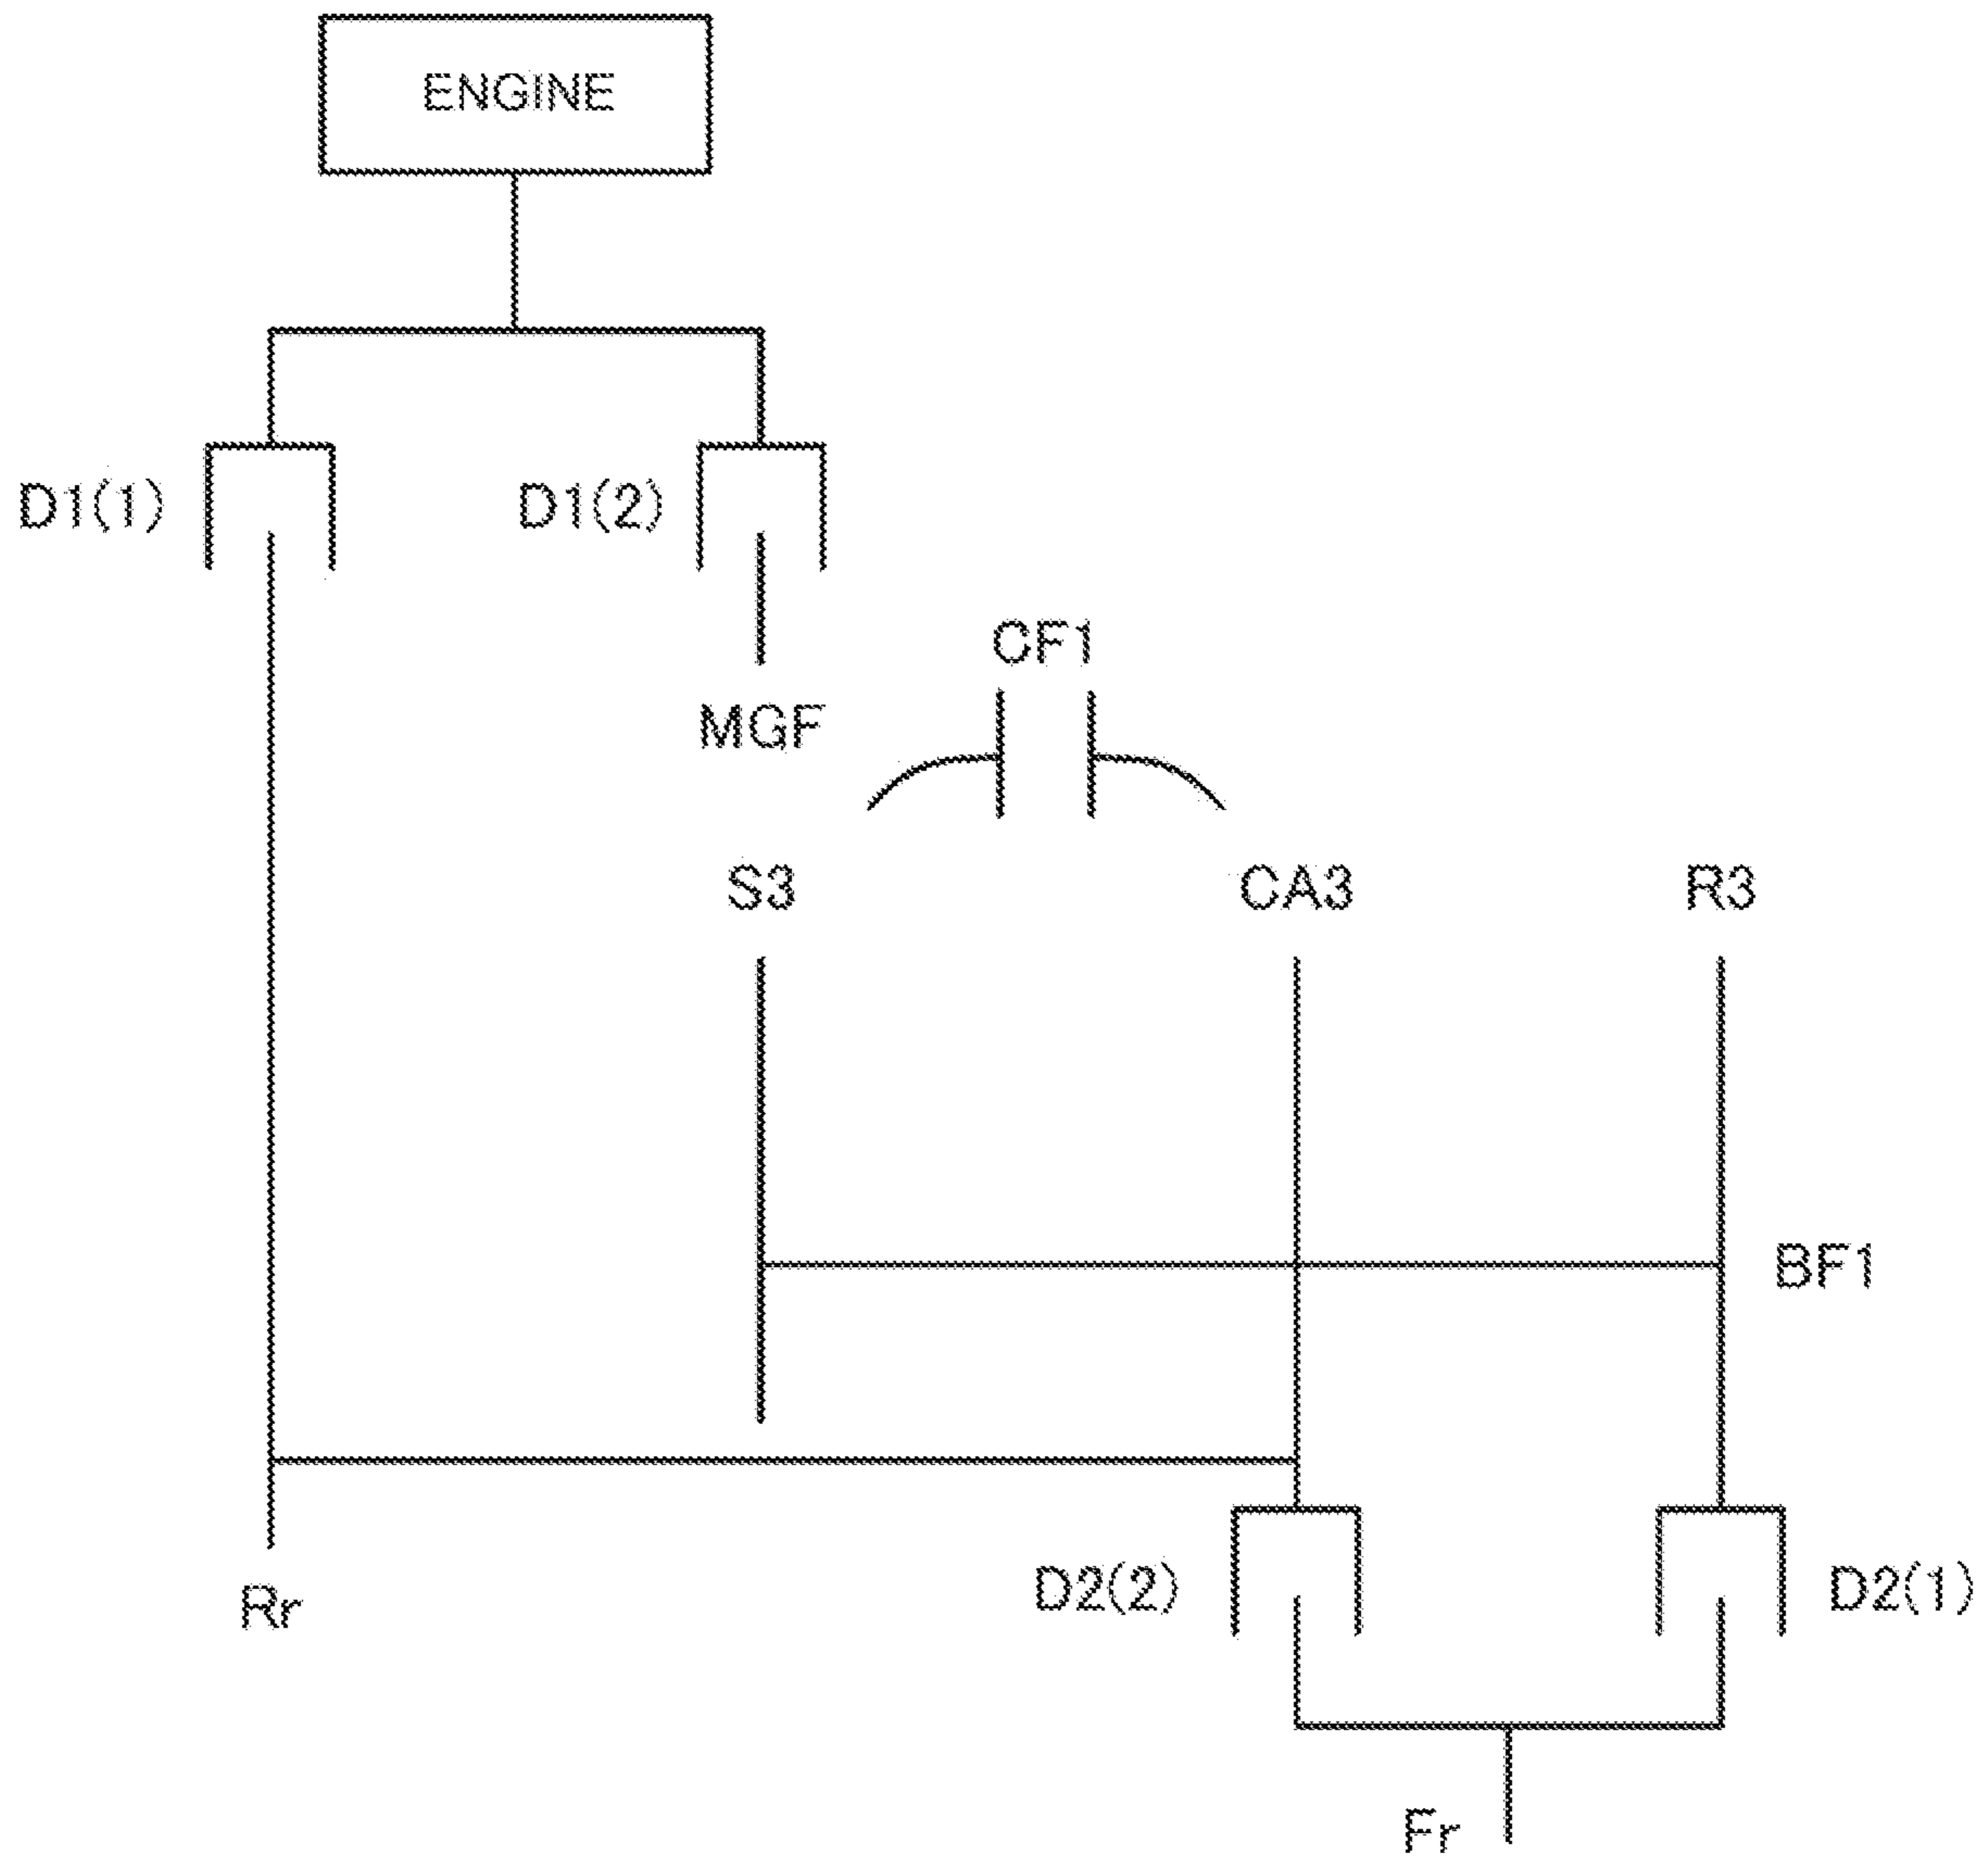 ENGINE
D1(1) D1(2)
CF1
MGF
S3 CA3 R3
BF1
D2(2) D2(1)
Rr
Fr